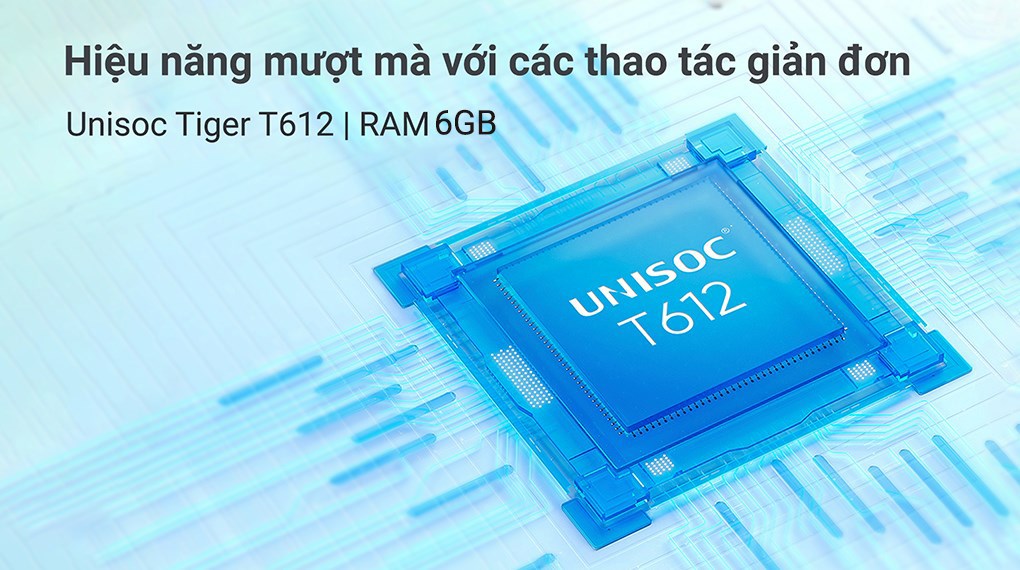 Hiệu năng mượt mà với các thao tác giản đơn
Unisoc Tiger T612 | RAM 6GB
UNISOC®
T612